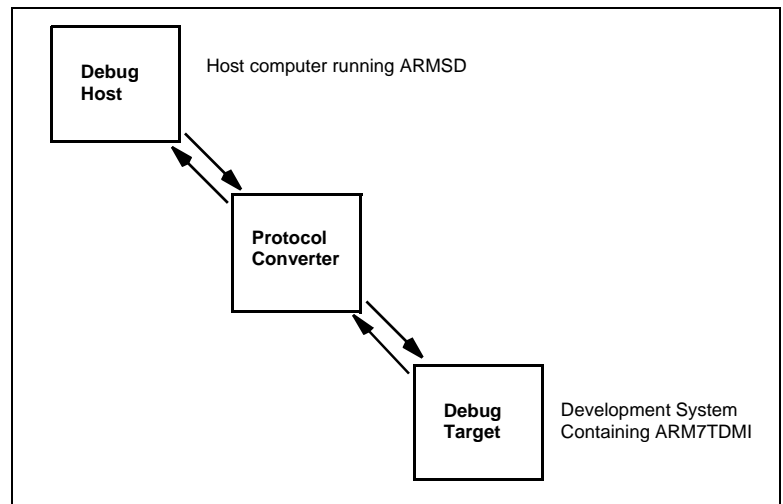 Debug
Host
Host computer running ARMSD
Protocol
Converter
Debug
Target
Development System
Containing ARM7TDMI